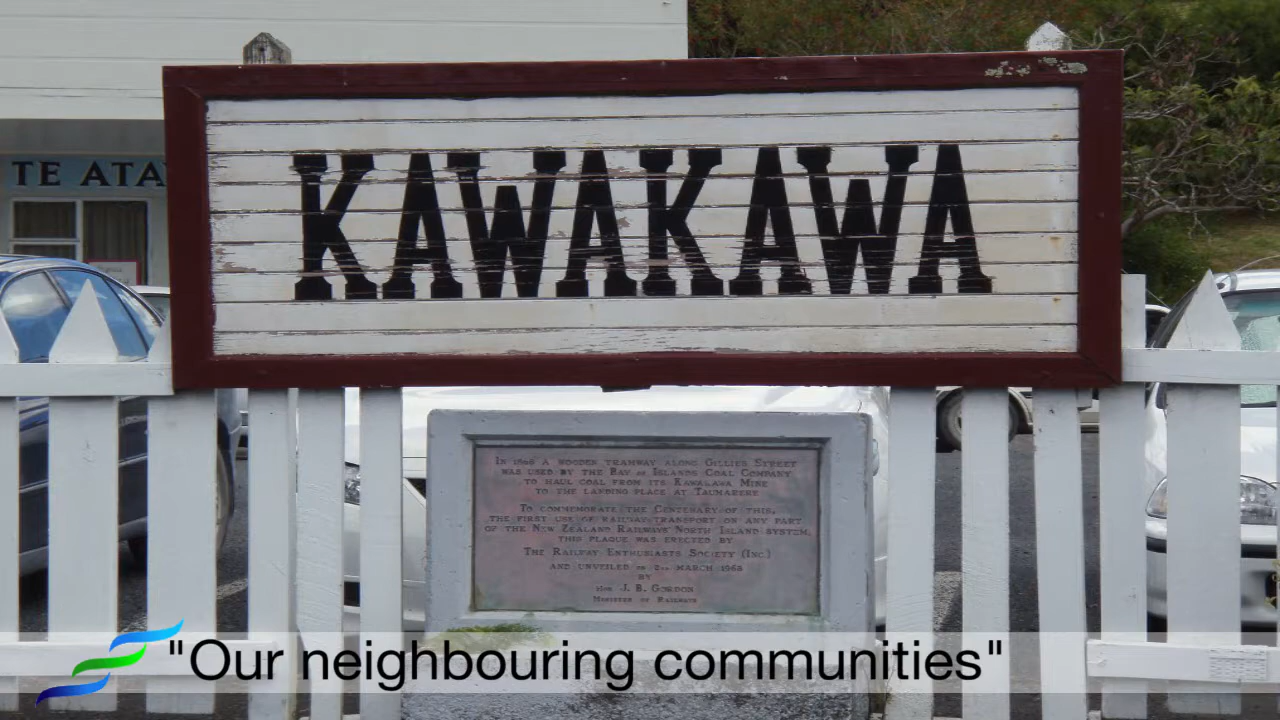 TE ATA
KAWAKAWA
IN 1866 A WOODEN TRAMWAY ALONG GILLIES STREET
WAS USED BY THE BAY OF ISLANDS COAL COMPANY
TO HAUL COAL FROM ITS KAWAKAWA MINE
TO THE LANDING PLACE AT TAUMARERE
TO COMMEMORATE THE CENTENARY OF THIS,
THE FIRST USE OF RAILWAY TRANSPORT ON ANY PART
OF THE NEW ZEALAND RAILWAYS' NORTH ISLAND SYSTEM,
THIS PLAQUE WAS ERECTED BY
THE RAILWAY ENTHUSIASTS SOCIETY (INC.)
AND UNVEILED ON 2ND MARCH 1968
BY
HON J. B. GORDON
MINISTER OF RAILWAYS
"Our neighbouring communities"